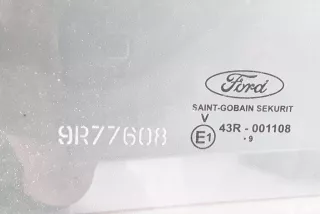 Ford
SAINT-GOBAIN SEKURIT
V
9R77608
E1 43R - 001108
· 9